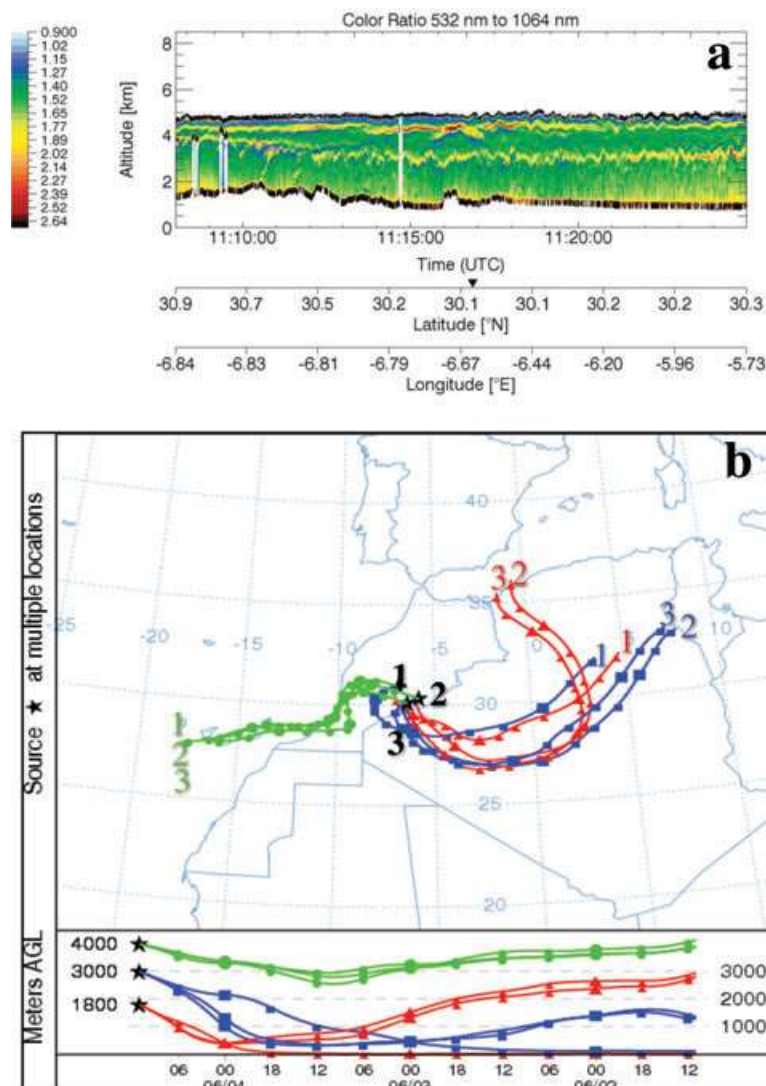 Color Ratio 532 nm to 1064 nm
a
0.900
1.02
1.15
1.27
1.40
1.52
1.65
1.77
1.89
2.02
2.14
2.27
2.39
2.52
2.64
Altitude [km]
8
6
4
2
0
11:10:00 11:15:00 11:20:00
Time (UTC)
30.9 30.7 30.5 30.2 30.1 30.1 30.2 30.2 30.3
Latitude [°N]
-6.84 -6.83 -6.81 -6.79 -6.67 -6.44 -6.20 -5.96 -5.73
Longitude [°E]
b
Source ★ at multiple locations
40
35
3 2
-25 -20 -15 -10 -5 0 5 10
3 2
1 1
1
2
30
3
1
2
3
25
20
Meters AGL
4000
3000
1800
3000
2000
1000
06 00 18 12 06 00 18 12 06 00 18 12
06/04 06/03 06/02